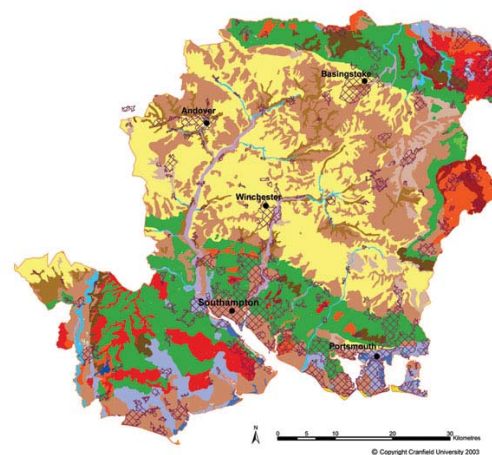 Basingstoke
Andover
Winchester
Southampton
Portsmouth
N
0 5 10 20 30
Kilometres
© Copyright Cranfield University 2003